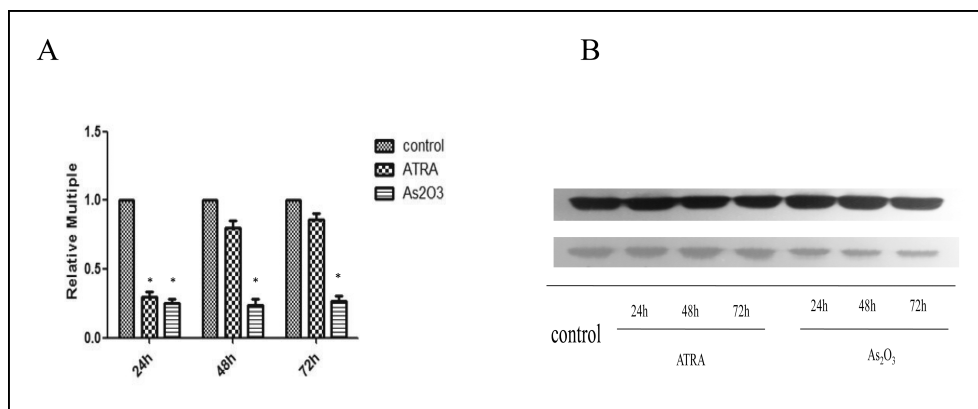 A
B
1.5
1.0
0.5
0.0
Relative Multiple
* *
*
*
24h
48h
72h
control
ATRA
As2O3
control
24h 48h 72h
ATRA
24h 48h 72h
As₂O₃